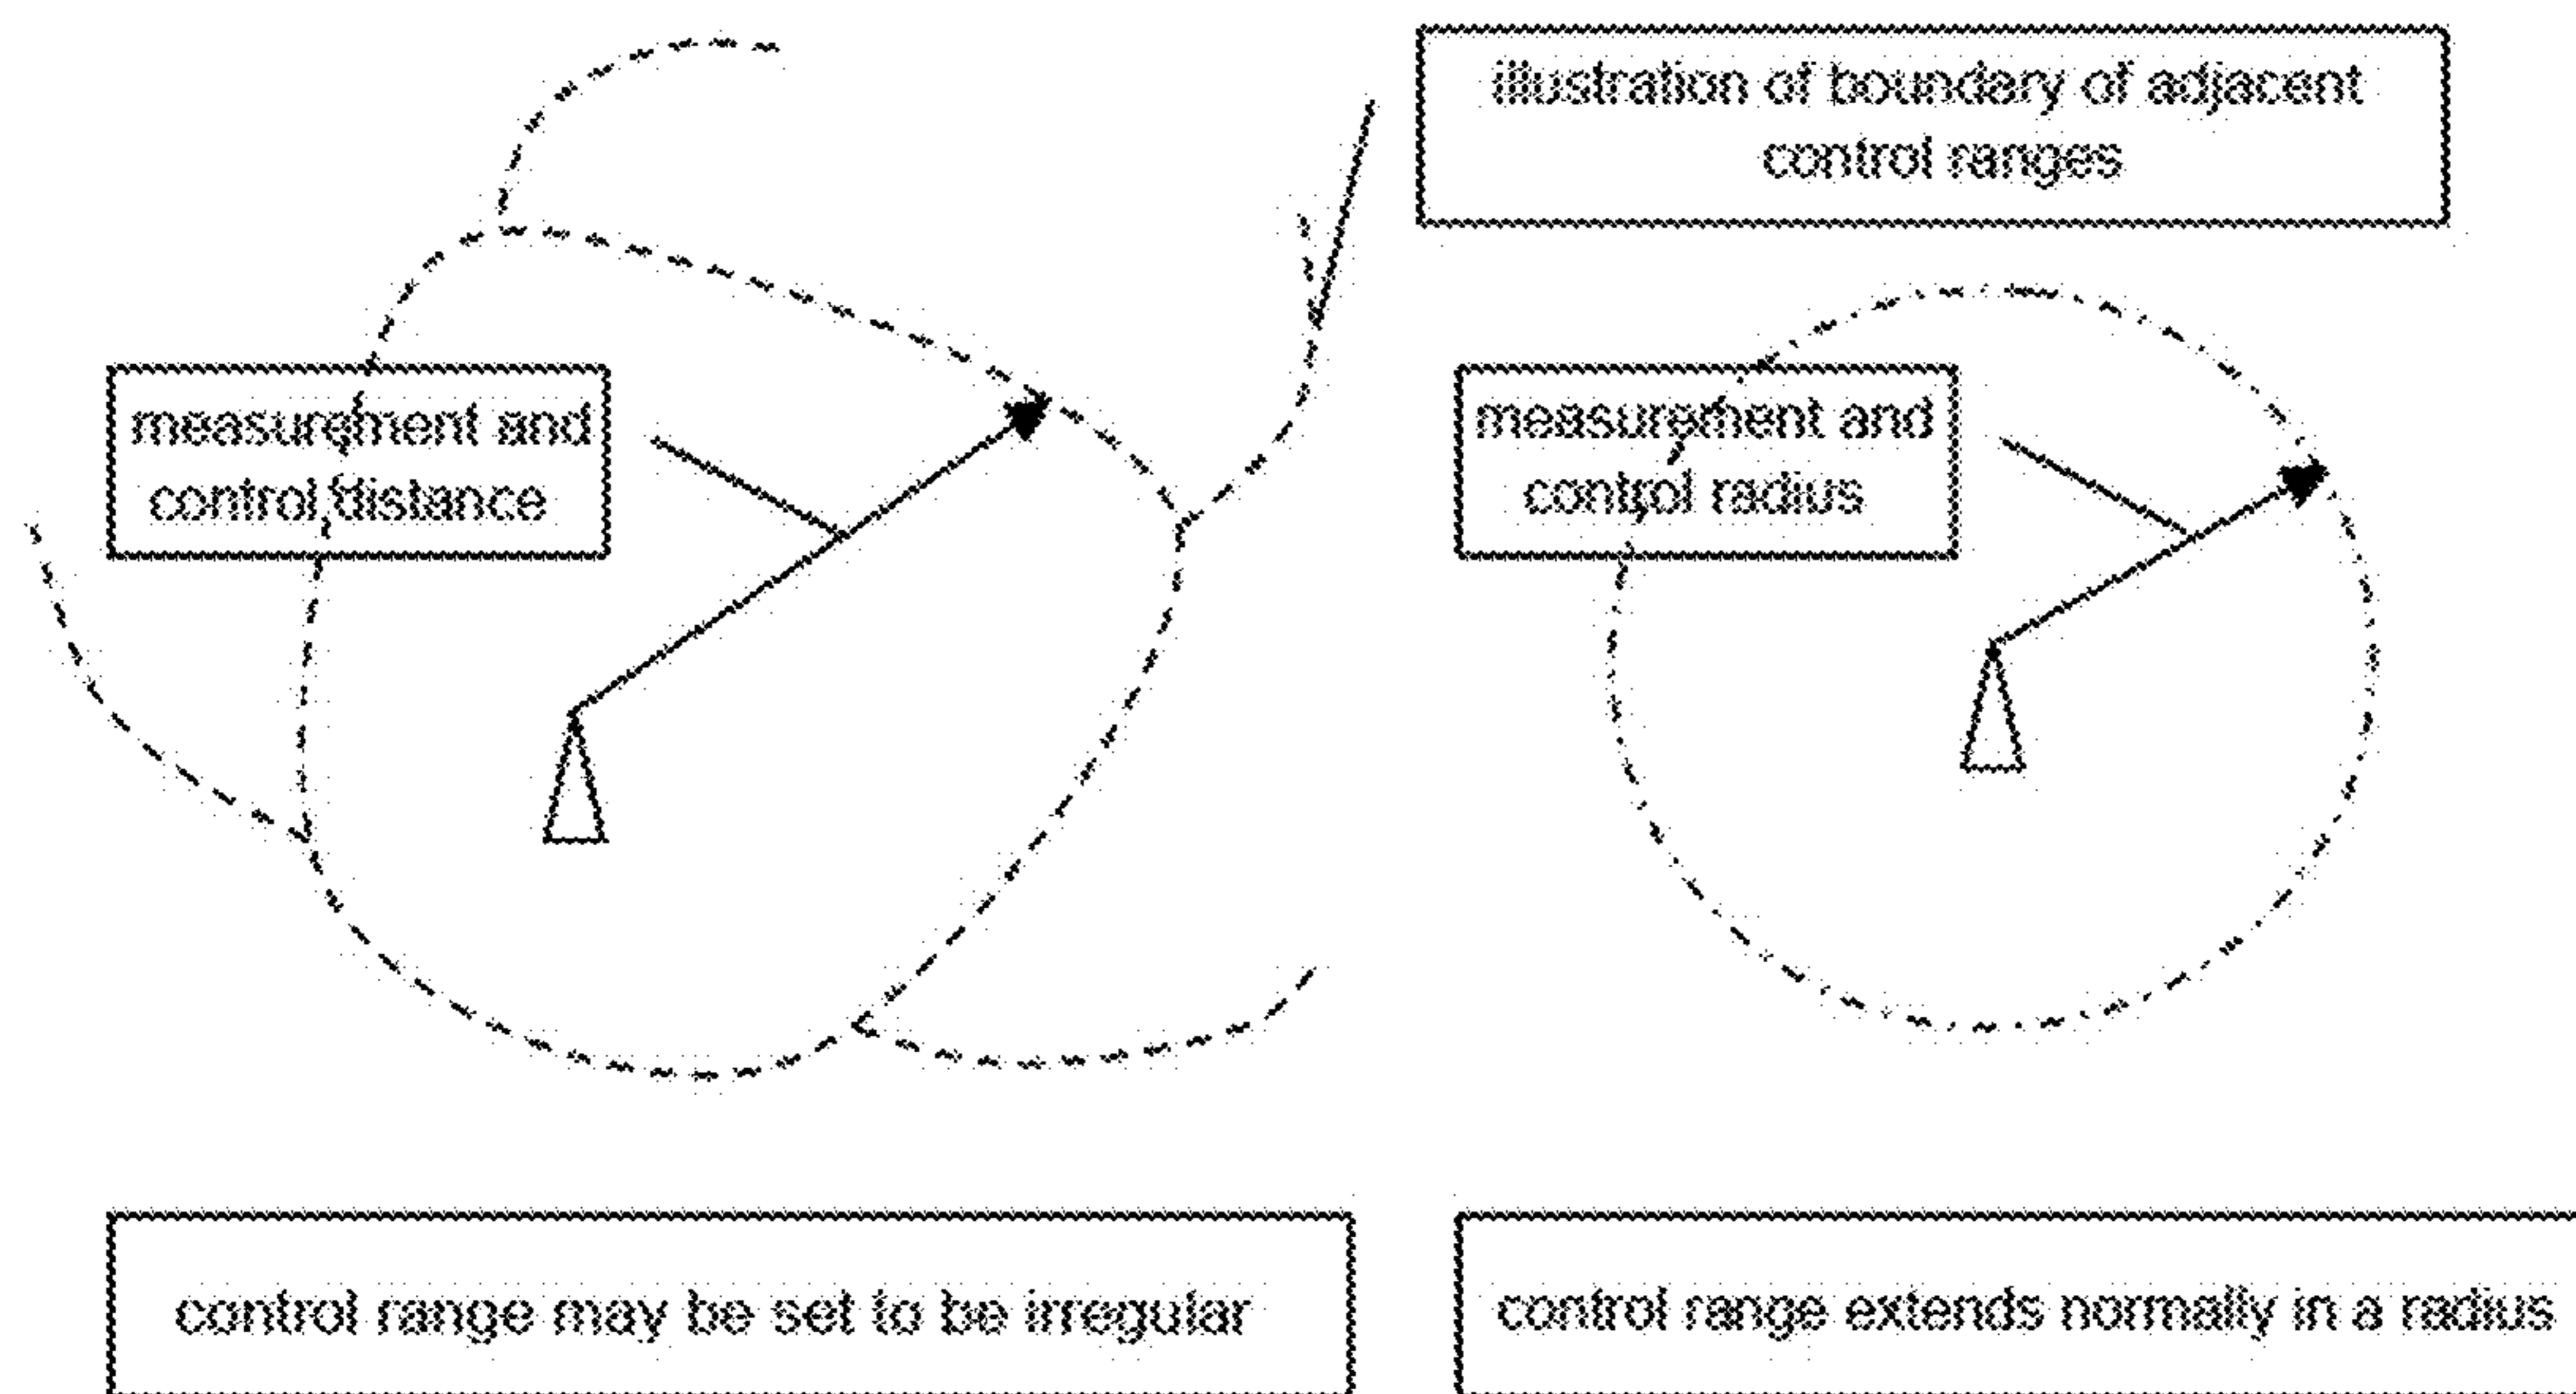 illustration of boundary of adjacent
control ranges
measurement and
control distance
measurement and
control radius
control range may be set to be irregular
control range extends normally in a radius